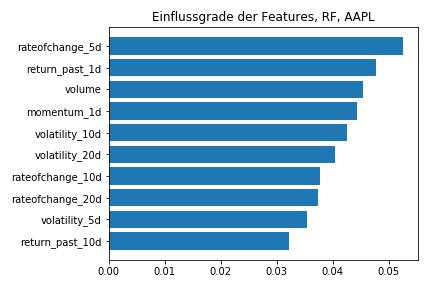 Einflussgrade der Features, RF, AAPL
rateofchange_5d
return_past_1d
volume
momentum_1d
volatility_10d
volatility_20d
rateofchange_10d
rateofchange_20d
volatility_5d
return_past_10d
0.00 0.01 0.02 0.03 0.04 0.05